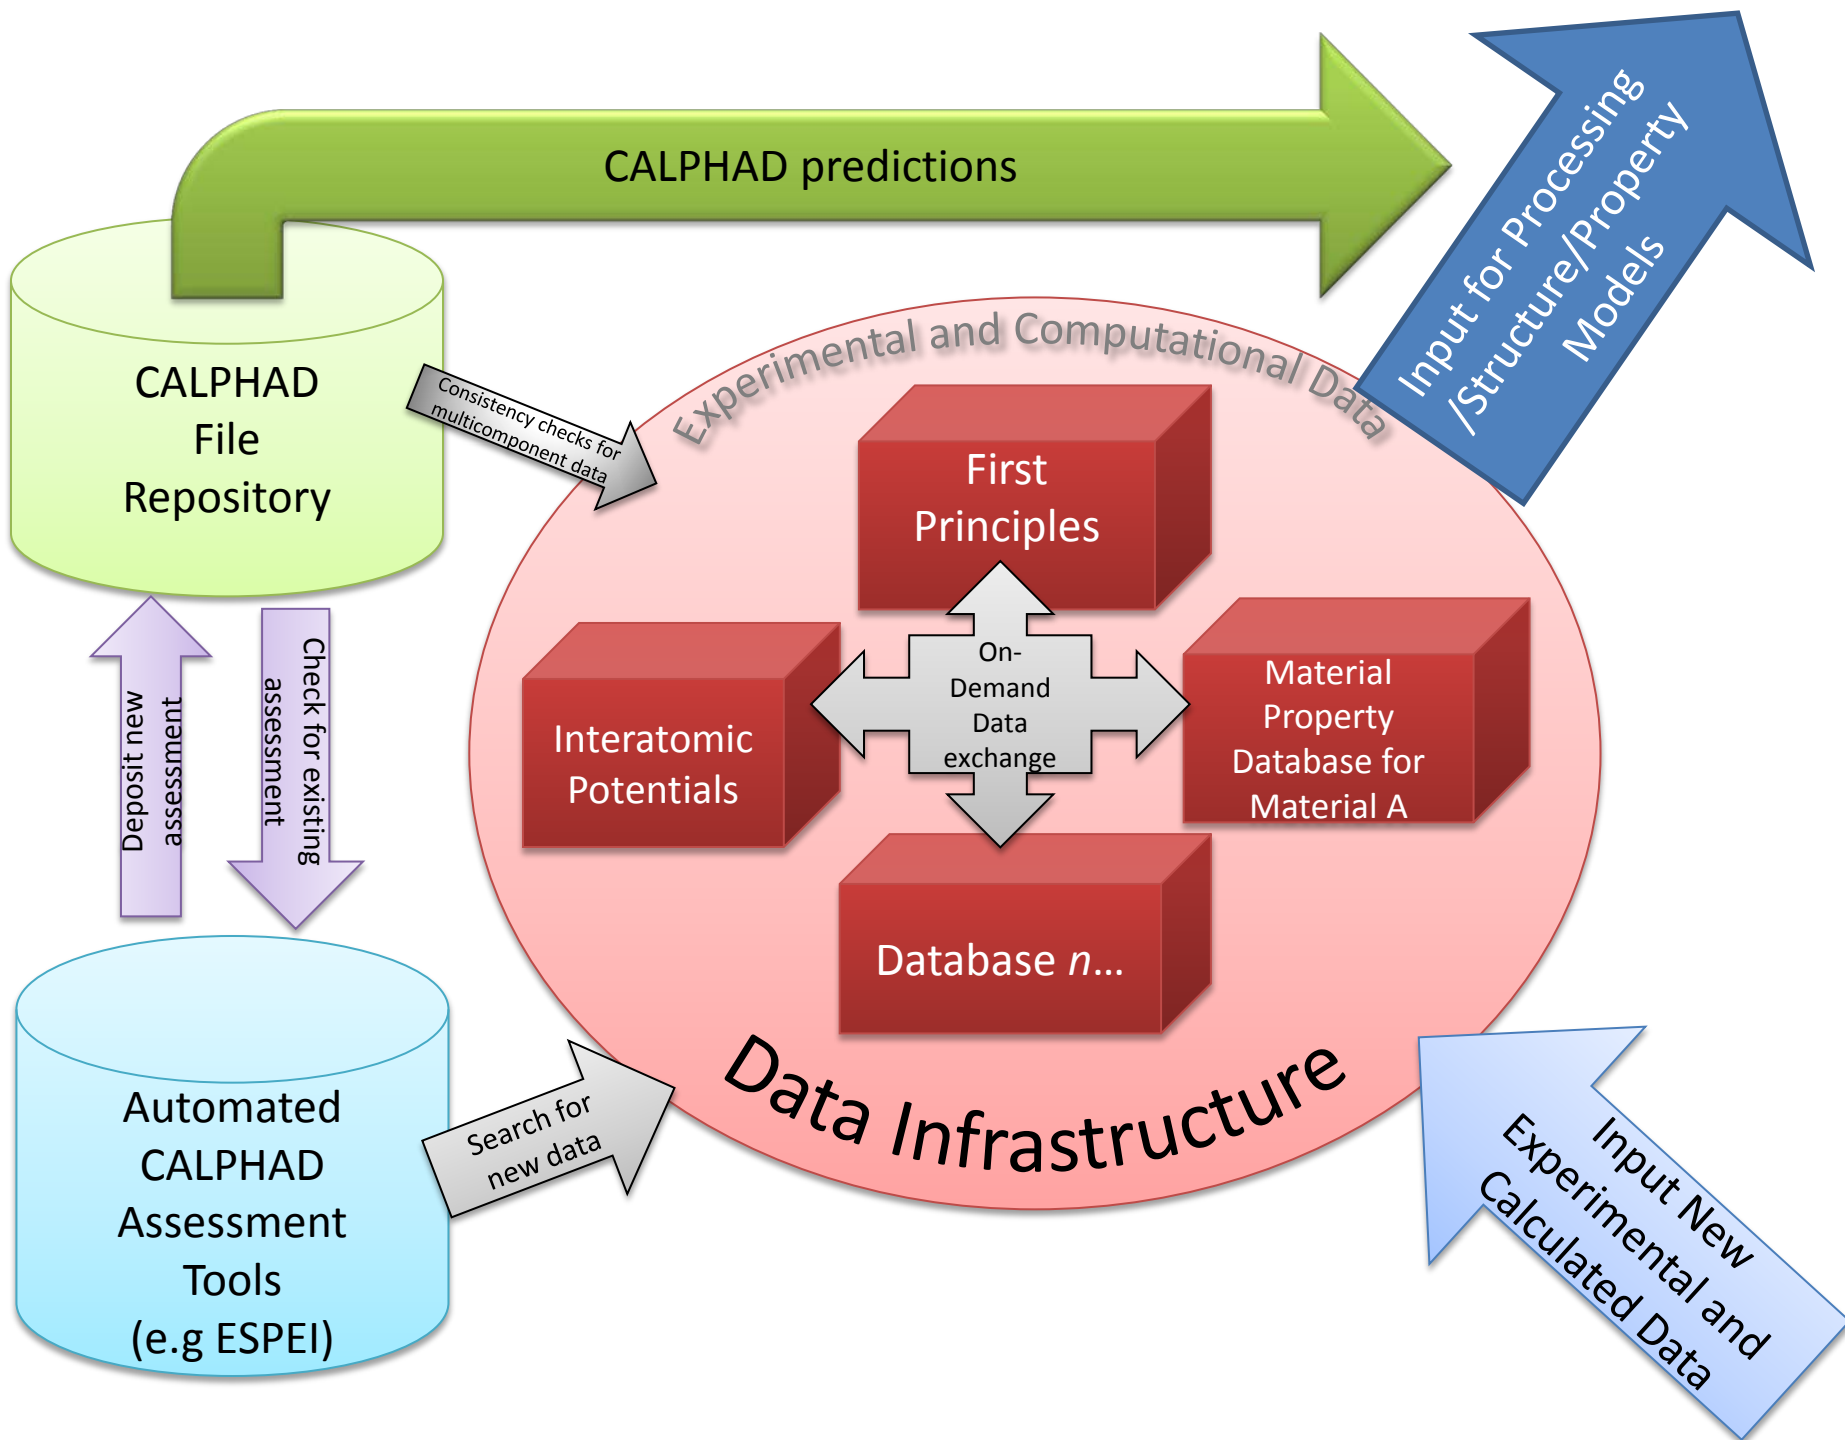 CALPHAD predictions
Input for Processing
/Structure/Property
Models
CALPHAD
File
Repository
Consistency checks for
multicomponent data
Experimental and Computational Data
First
Principles
On-
Demand
Data
exchange
Interatomic
Potentials
Material
Property
Database for
Material A
Database n…
Data Infrastructure
Deposit new
assessment
Check for existing
assessment
Automated
CALPHAD
Assessment
Tools
(e.g ESPEI)
Search for
new data
Input New
Experimental and
Calculated Data